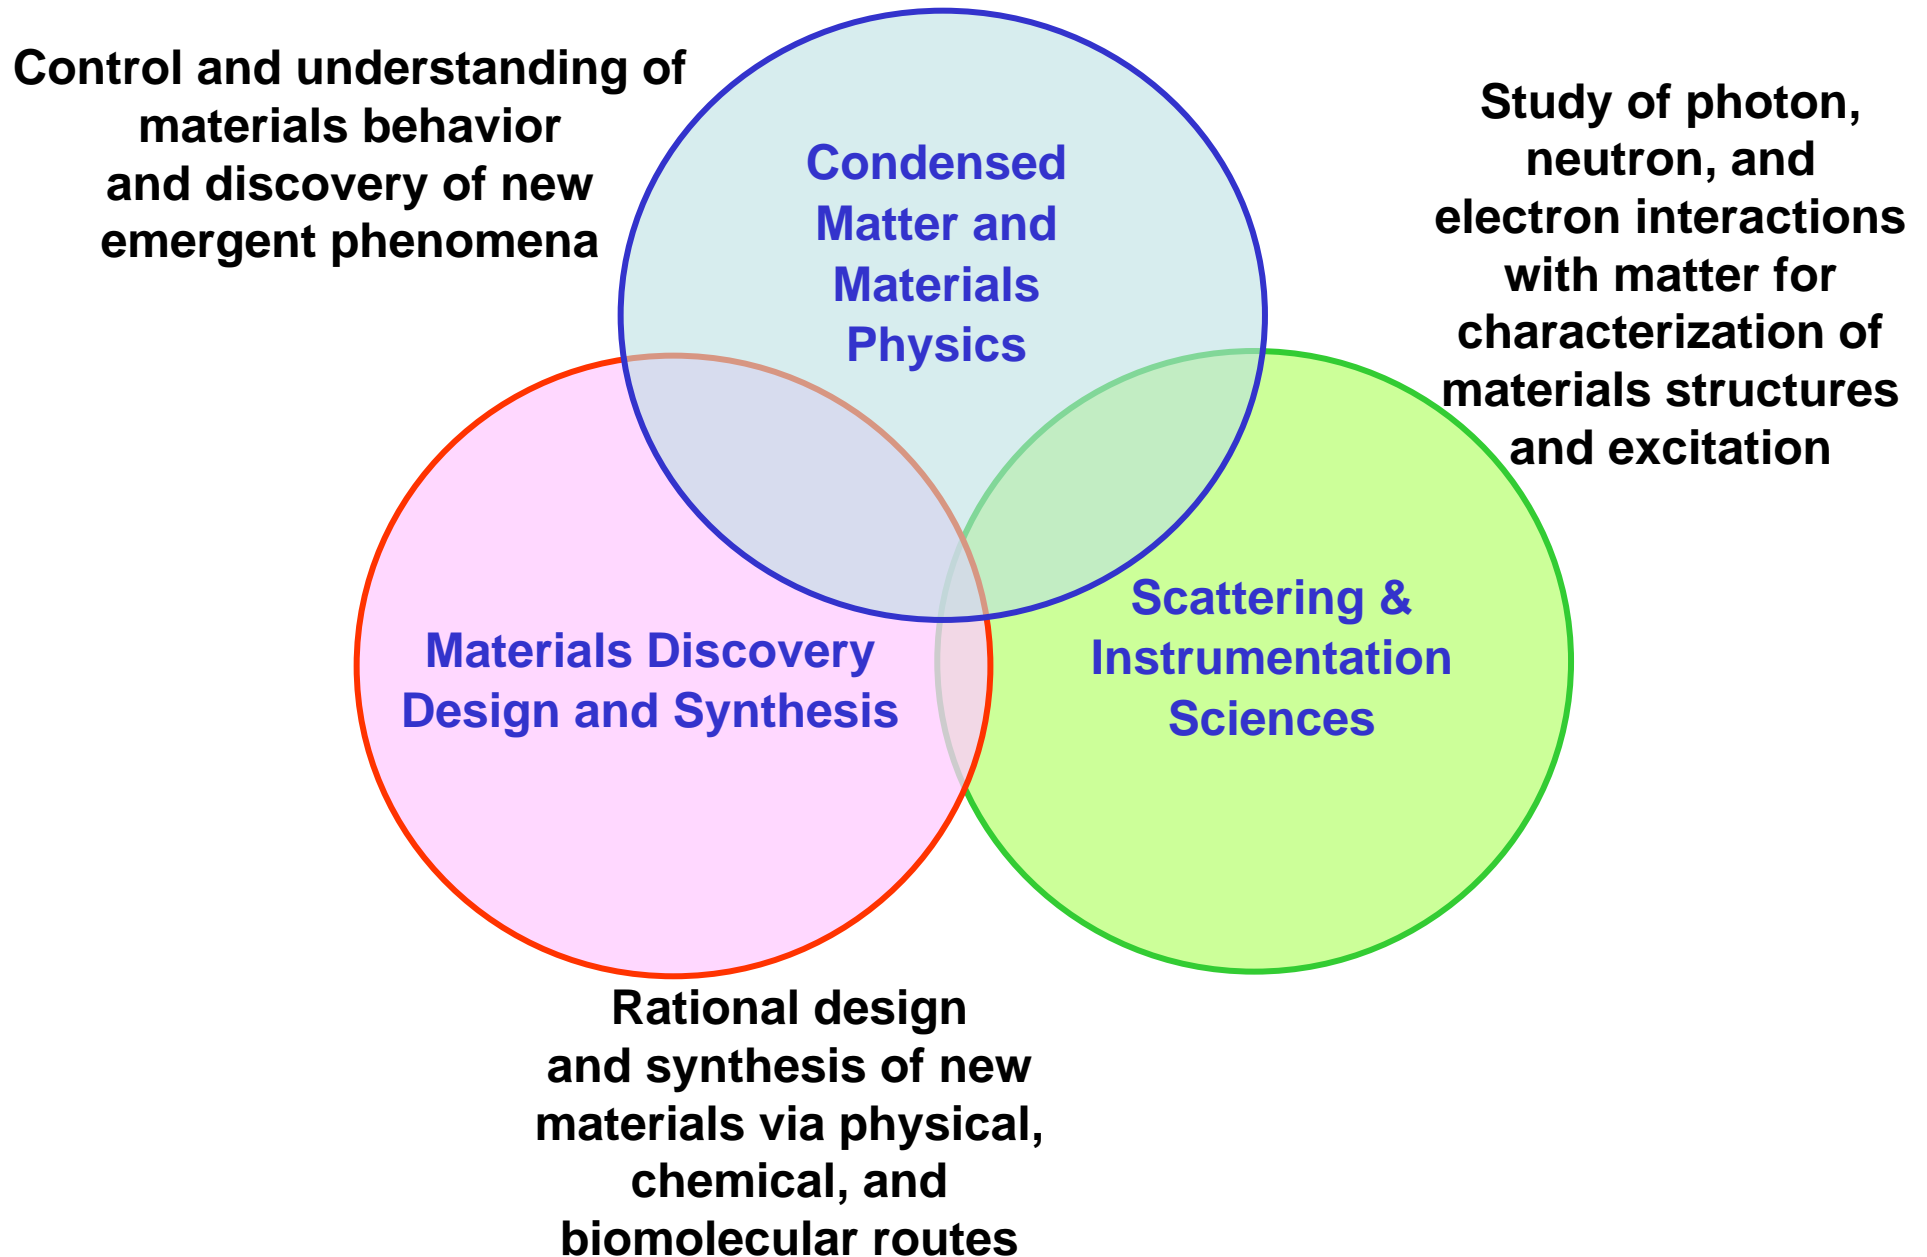 Control and understanding of
materials behavior
and discovery of new
emergent phenomena
Condensed
Matter and
Materials
Physics
Study of photon,
neutron, and
electron interactions
with matter for
characterization of
materials structures
and excitation
Materials Discovery
Design and Synthesis
Scattering &
Instrumentation
Sciences
Rational design
and synthesis of new
materials via physical,
chemical, and
biomolecular routes